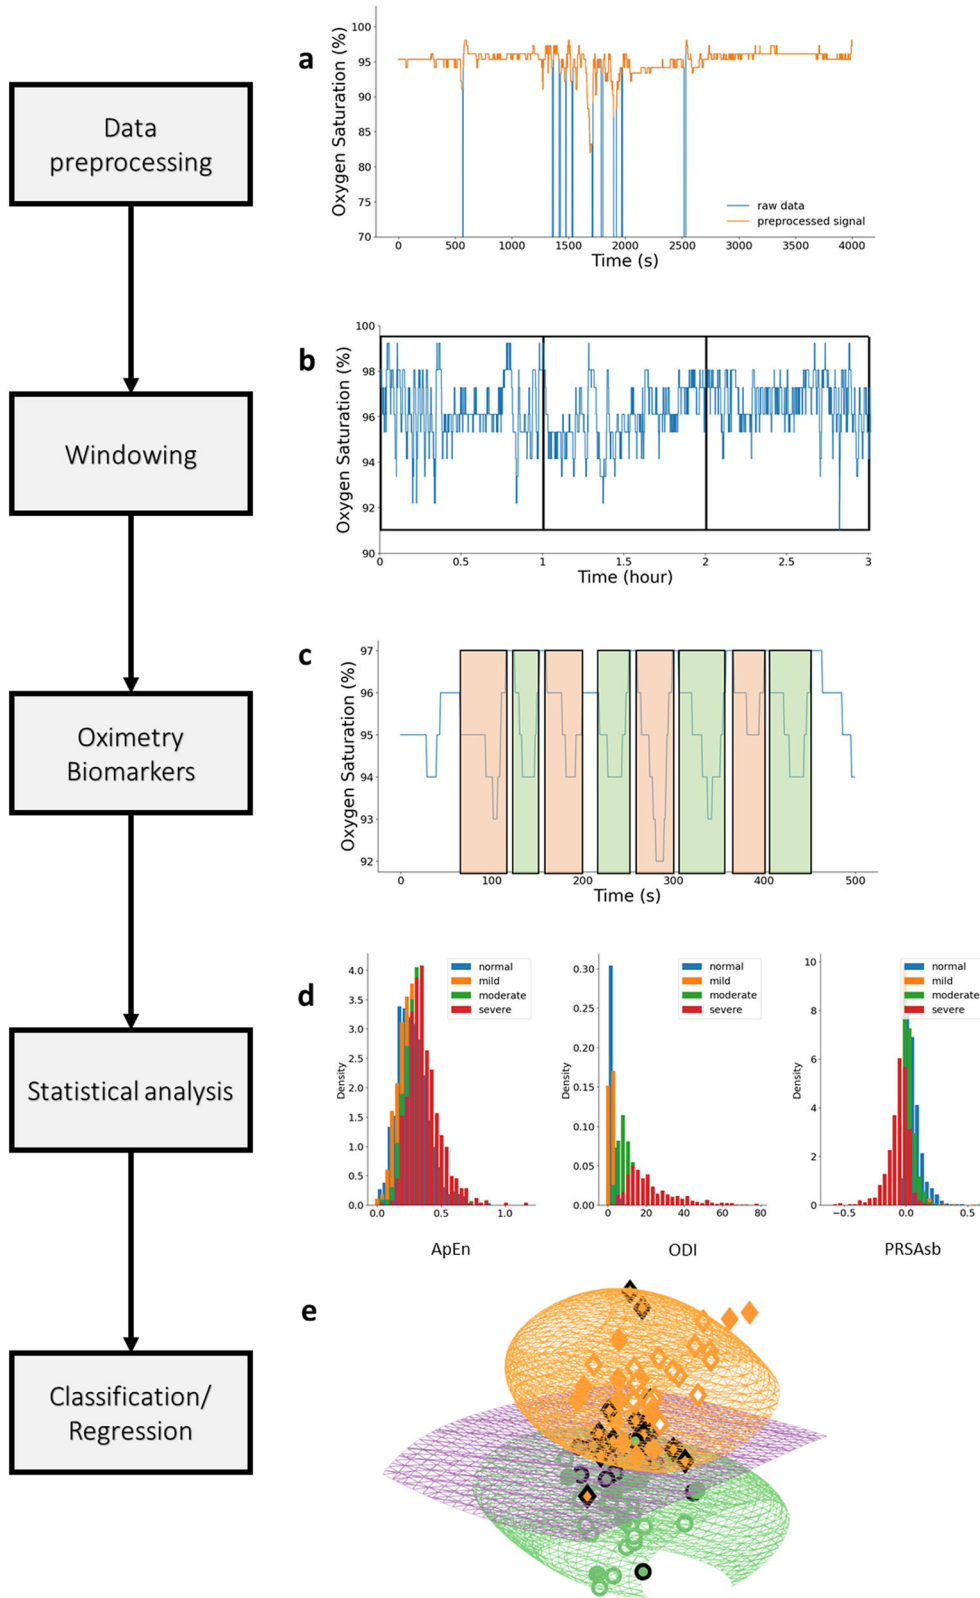 Data
preprocessing
Windowing
Oximetry
Biomarkers
Statistical analysis
Classification/
Regression
a
Oxygen Saturation (%)
100
95
90
85
80
75
70
raw data
preprocessed signal
0 500 1000 1500 2000 2500 3000 3500 4000
Time (s)
b
Oxygen Saturation (%)
100
98
96
94
92
90
0 0.5 1 1.5 2 2.5 3
Time (hour)
c
Oxygen Saturation (%)
97
96
95
94
93
92
0 100 200 300 400 500
Time (s)
d
Density
4.0
3.5
3.0
2.5
2.0
1.5
1.0
0.5
0.0
normal
mild
moderate
severe
0.0 0.5 1.0
ApEn
Density
0.30
0.25
0.20
0.15
0.10
0.05
0.00
normal
mild
moderate
severe
0 20 40 60 80
ODI
Density
10
8
6
4
2
0
normal
mild
moderate
severe
−0.5 0.0 0.5
PRSAsb
e